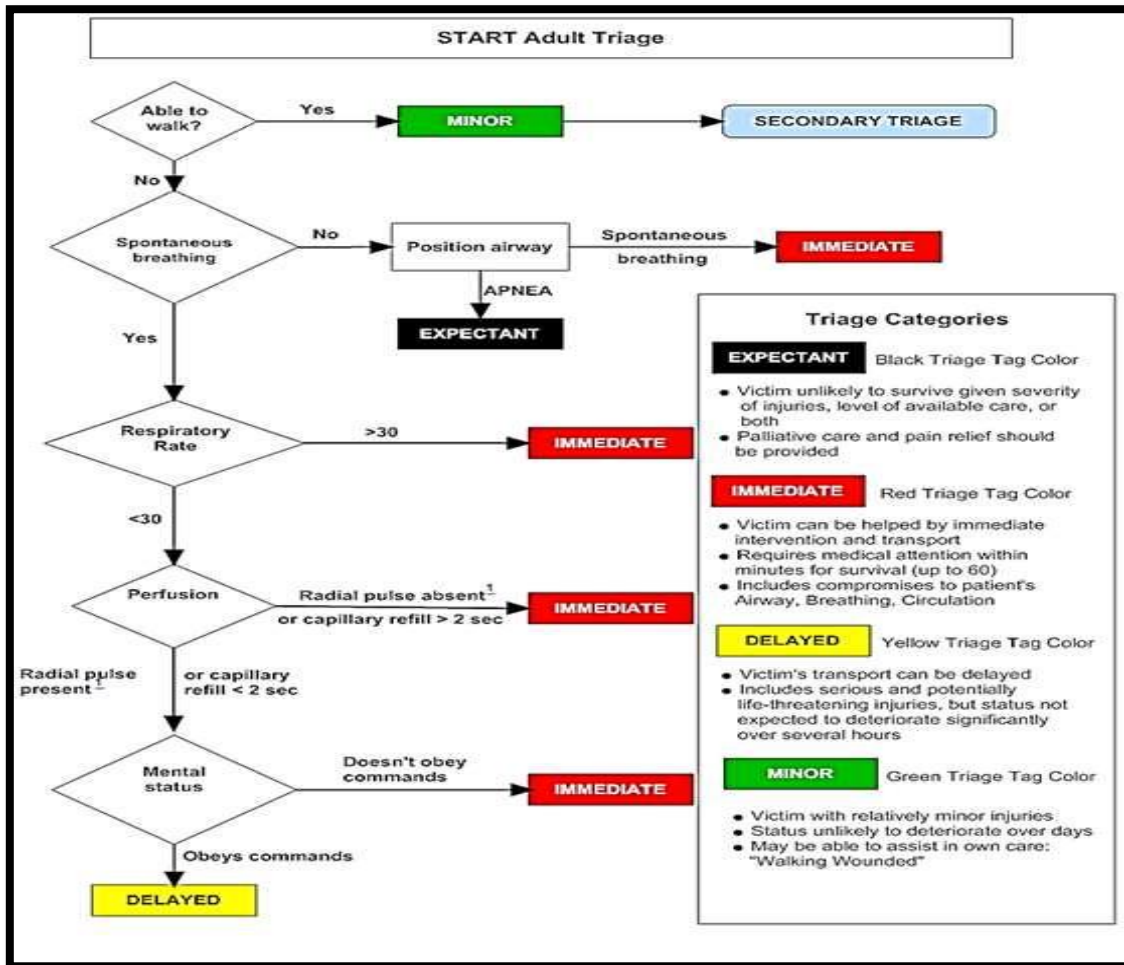 START Adult Triage
Able to
walk?
Yes
MINOR
SECONDARY TRIAGE
No
Spontaneous
breathing
No
Position airway
Spontaneous
breathing
IMMEDIATE
APNEA
EXPECTANT
Yes
Respiratory
Rate
>30
IMMEDIATE
<30
Perfusion
Radial pulse absent1
or capillary refill > 2 sec
IMMEDIATE
Radial pulse
present1
or capillary
refill < 2 sec
Mental
status
Doesn't obey
commands
IMMEDIATE
Obeys commands
DELAYED
Triage Categories
EXPECTANT Black Triage Tag Color
• Victim unlikely to survive given severity
of injuries, level of available care, or
both
• Palliative care and pain relief should
be provided
IMMEDIATE Red Triage Tag Color
• Victim can be helped by immediate
intervention and transport
• Requires medical attention within
minutes for survival (up to 60)
• Includes compromises to patient's
Airway, Breathing, Circulation
DELAYED Yellow Triage Tag Color
• Victim's transport can be delayed
• Includes serious and potentially
life-threatening injuries, but status not
expected to deteriorate significantly
over several hours
MINOR Green Triage Tag Color
• Victim with relatively minor injuries
• Status unlikely to deteriorate over days
• May be able to assist in own care:
"Walking Wounded"